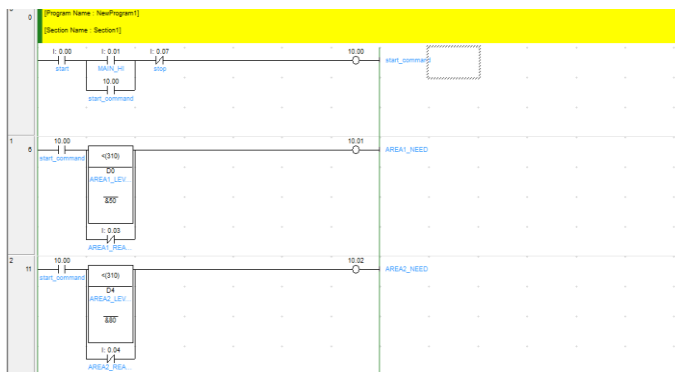 0
[Program Name : NewProgram1]
[Section Name : Section1]
I: 0.00
I: 0.01
I: 0.07
10.00
start
MAIN_HI
stop
start_command
10.00
start_command
1
6
10.00
10.01
start_command
<(310)
AREA1_NEED
D0
AREA1_LEV...
&50
I: 0.03
AREA1_REA...
2
11
10.00
10.02
start_command
<(310)
AREA2_NEED
D4
AREA2_LEV...
&60
I: 0.04
AREA2_REA...